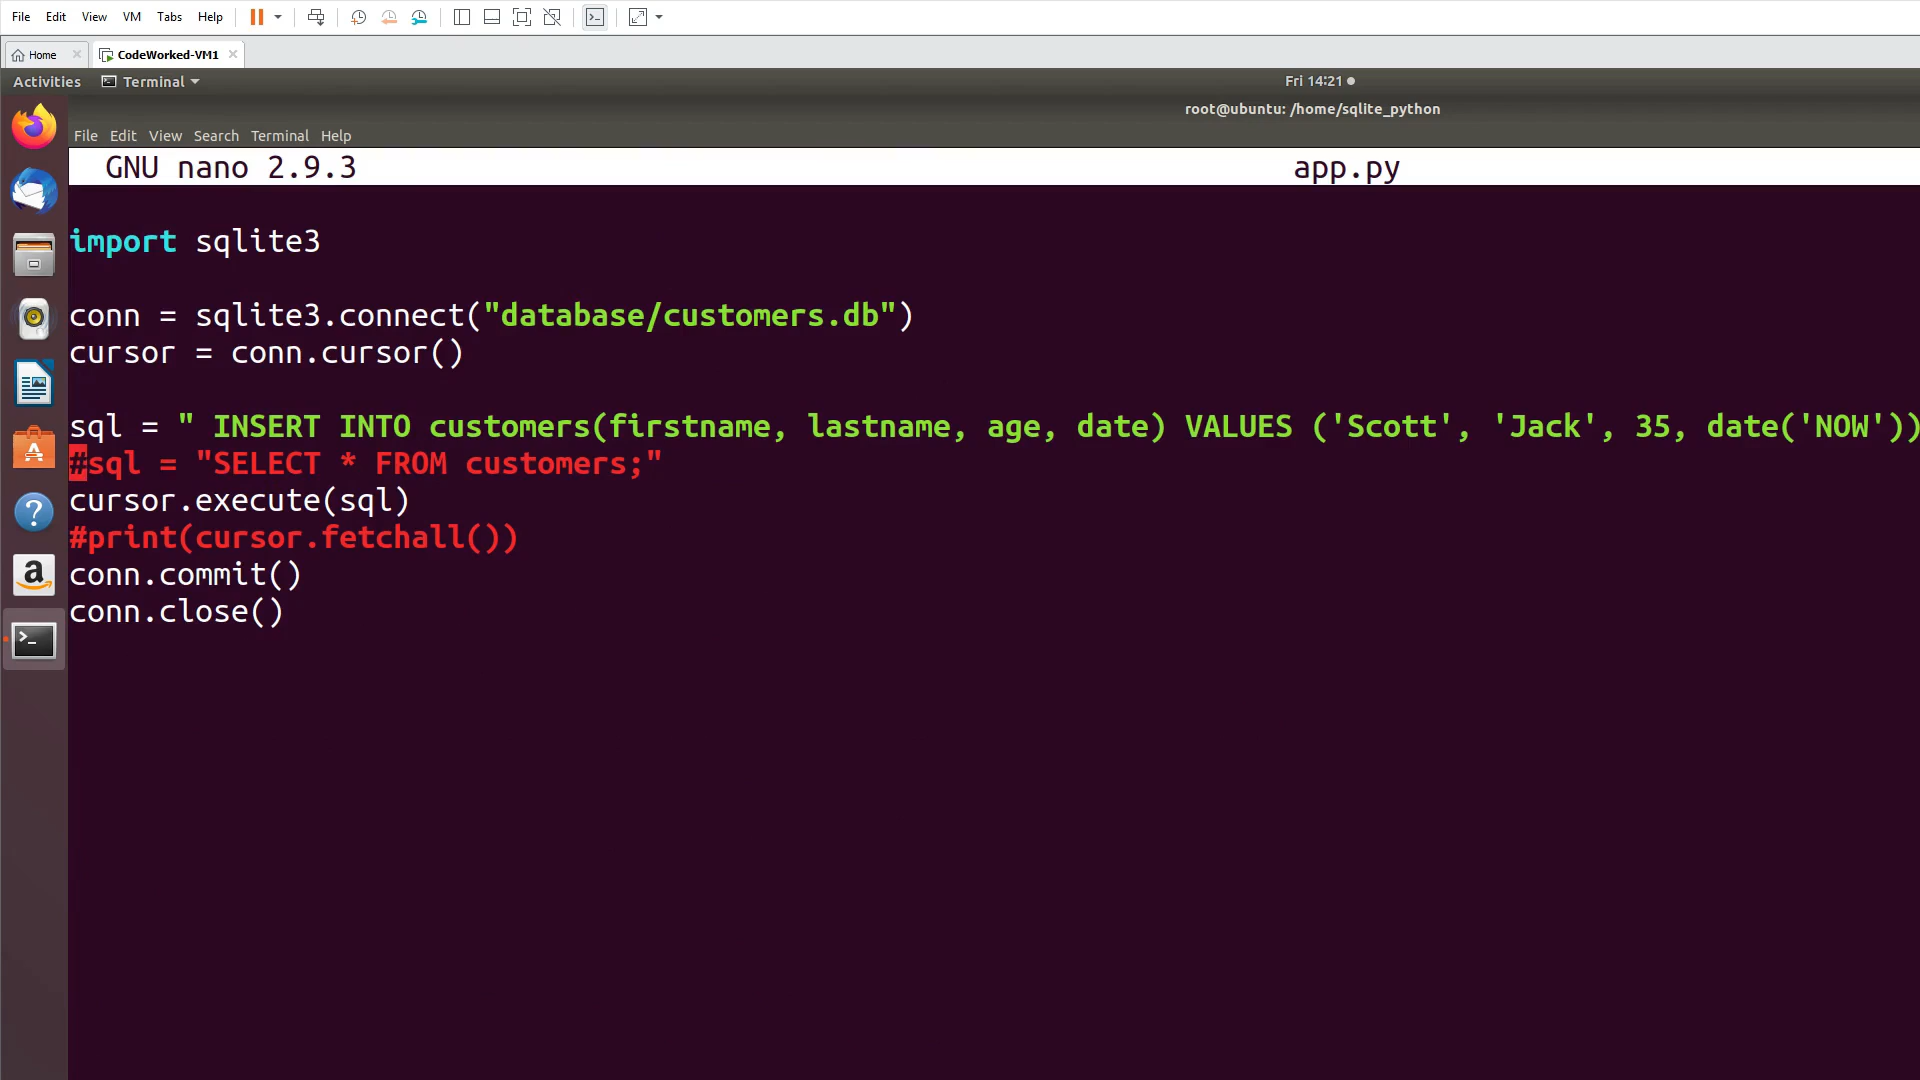 File Edit View VM Tabs Help
Home CodeWorked-VM1
Activities Terminal Fri 14:21
root@ubuntu: /home/sqlite_python
File Edit View Search Terminal Help
GNU nano 2.9.3 app.py
import sqlite3
conn = sqlite3.connect("database/customers.db")
cursor = conn.cursor()
sql = " INSERT INTO customers(firstname, lastname, age, date) VALUES ('Scott', 'Jack', 35, date('NOW'))
#sql = "SELECT * FROM customers;"
cursor.execute(sql)
#print(cursor.fetchall())
conn.commit()
conn.close()